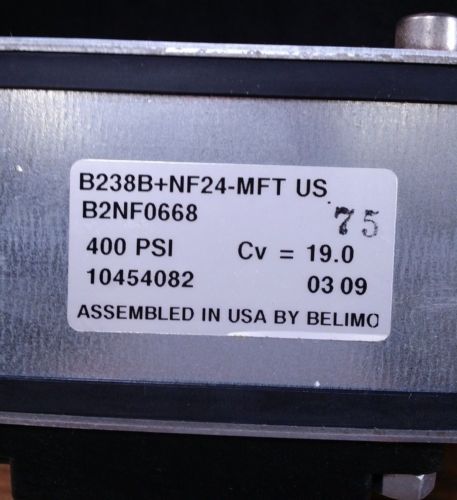 B238B+NF24-MFT US
B2NF0668
75
400 PSI Cv = 19.0
10454082 03 09
ASSEMBLED IN USA BY BELIMO